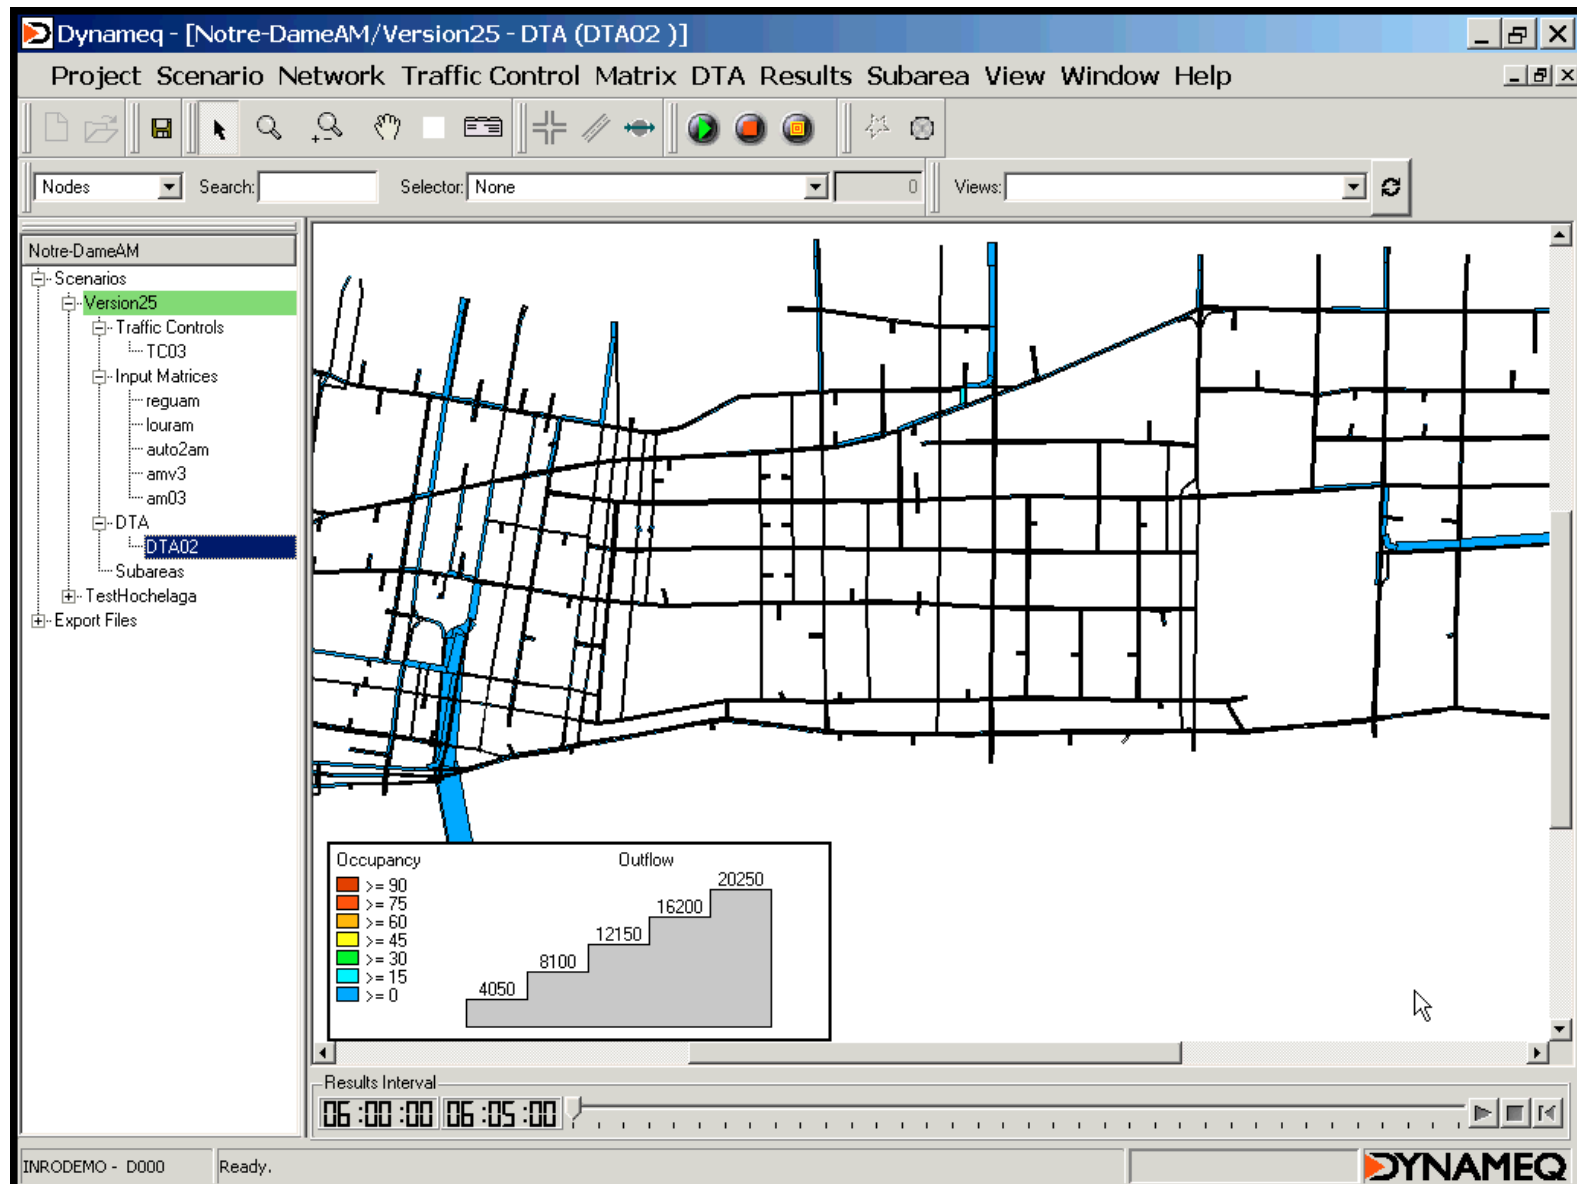 Dynameq - [Notre-DameAM/Version25 - DTA (DTA02 )]
Project Scenario Network Traffic Control Matrix DTA Results Subarea View Window Help
Nodes Search: Selector: None 0 Views:
Notre-DameAM
Scenarios
Version25
Traffic Controls
TC03
Input Matrices
reguam
louram
auto2am
amv3
am03
DTA
DTA02
Subareas
TestHochelaga
Export Files
Occupancy
>= 90
>= 75
>= 60
>= 45
>= 30
>= 15
>= 0
Outflow
20250
16200
12150
8100
4050
Results Interval
06:00:00 06:05:00
INRODEMO - D000 Ready.
DYNAMEQ